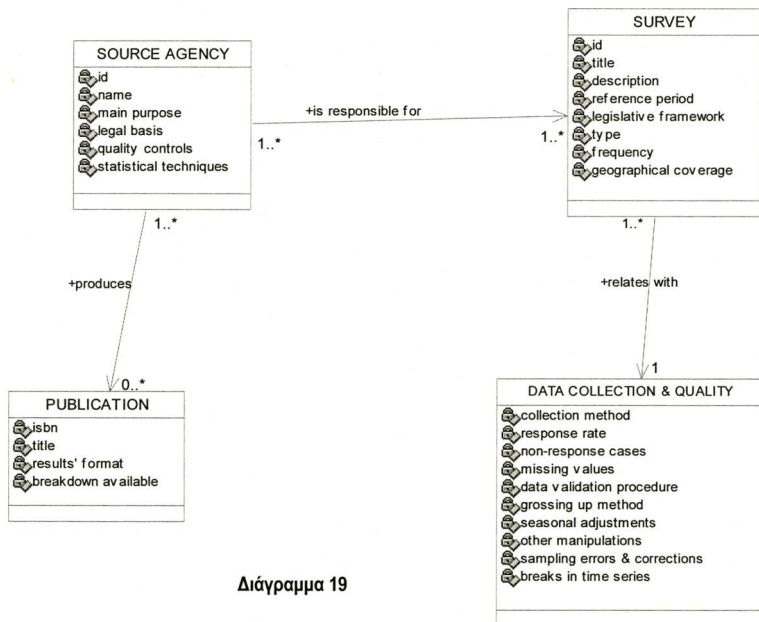 SOURCE AGENCY
id
name
main purpose
legal basis
quality controls
statistical techniques
1..*
+is responsible for
1..*
SURVEY
id
title
description
reference period
legislative framework
type
frequency
geographical coverage
1..*
+produces
0..*
1..*
+relates with
1
PUBLICATION
isbn
title
results' format
breakdown available
DATA COLLECTION & QUALITY
collection method
response rate
non-response cases
missing values
data validation procedure
grossing up method
seasonal adjustments
other manipulations
sampling errors & corrections
breaks in time series
Διάγραμμα 19